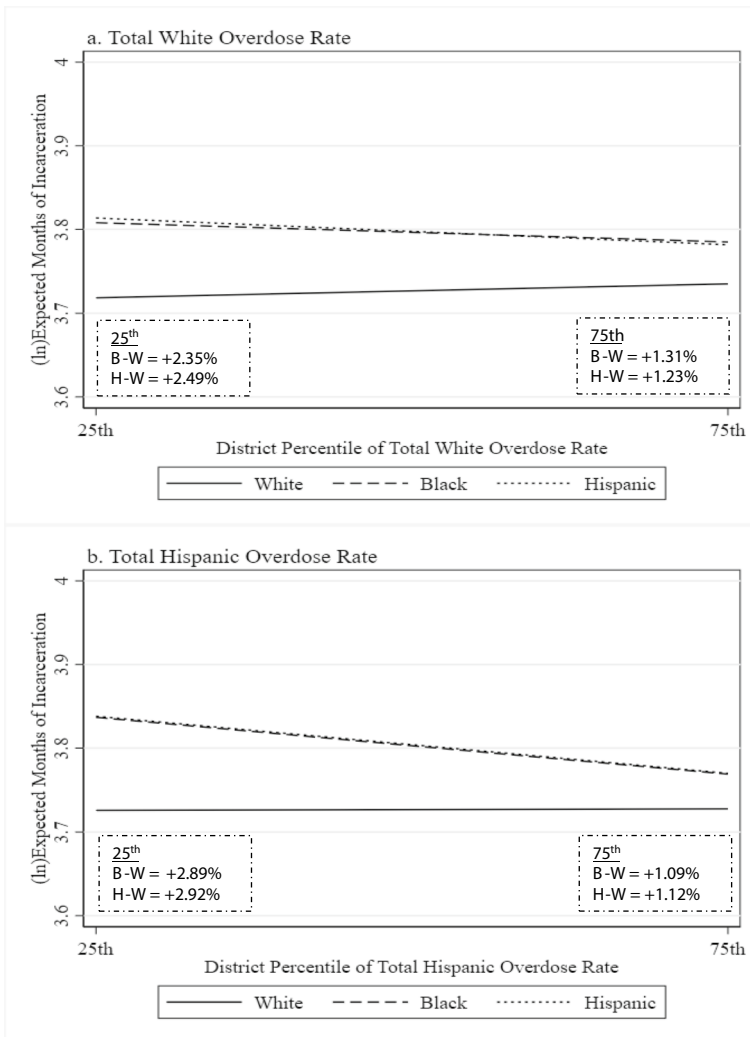 a. Total White Overdose Rate
(ln)Expected Months of Incarceration
4
3.9
3.8
3.7
3.6
25th
B-W = +2.35%
H-W = +2.49%
75th
B-W = +1.31%
H-W = +1.23%
25th
75th
District Percentile of Total White Overdose Rate
White Black Hispanic
b. Total Hispanic Overdose Rate
(ln)Expected Months of Incarceration
4
3.9
3.8
3.7
3.6
25th
B-W = +2.89%
H-W = +2.92%
75th
B-W = +1.09%
H-W = +1.12%
25th
75th
District Percentile of Total Hispanic Overdose Rate
White Black Hispanic